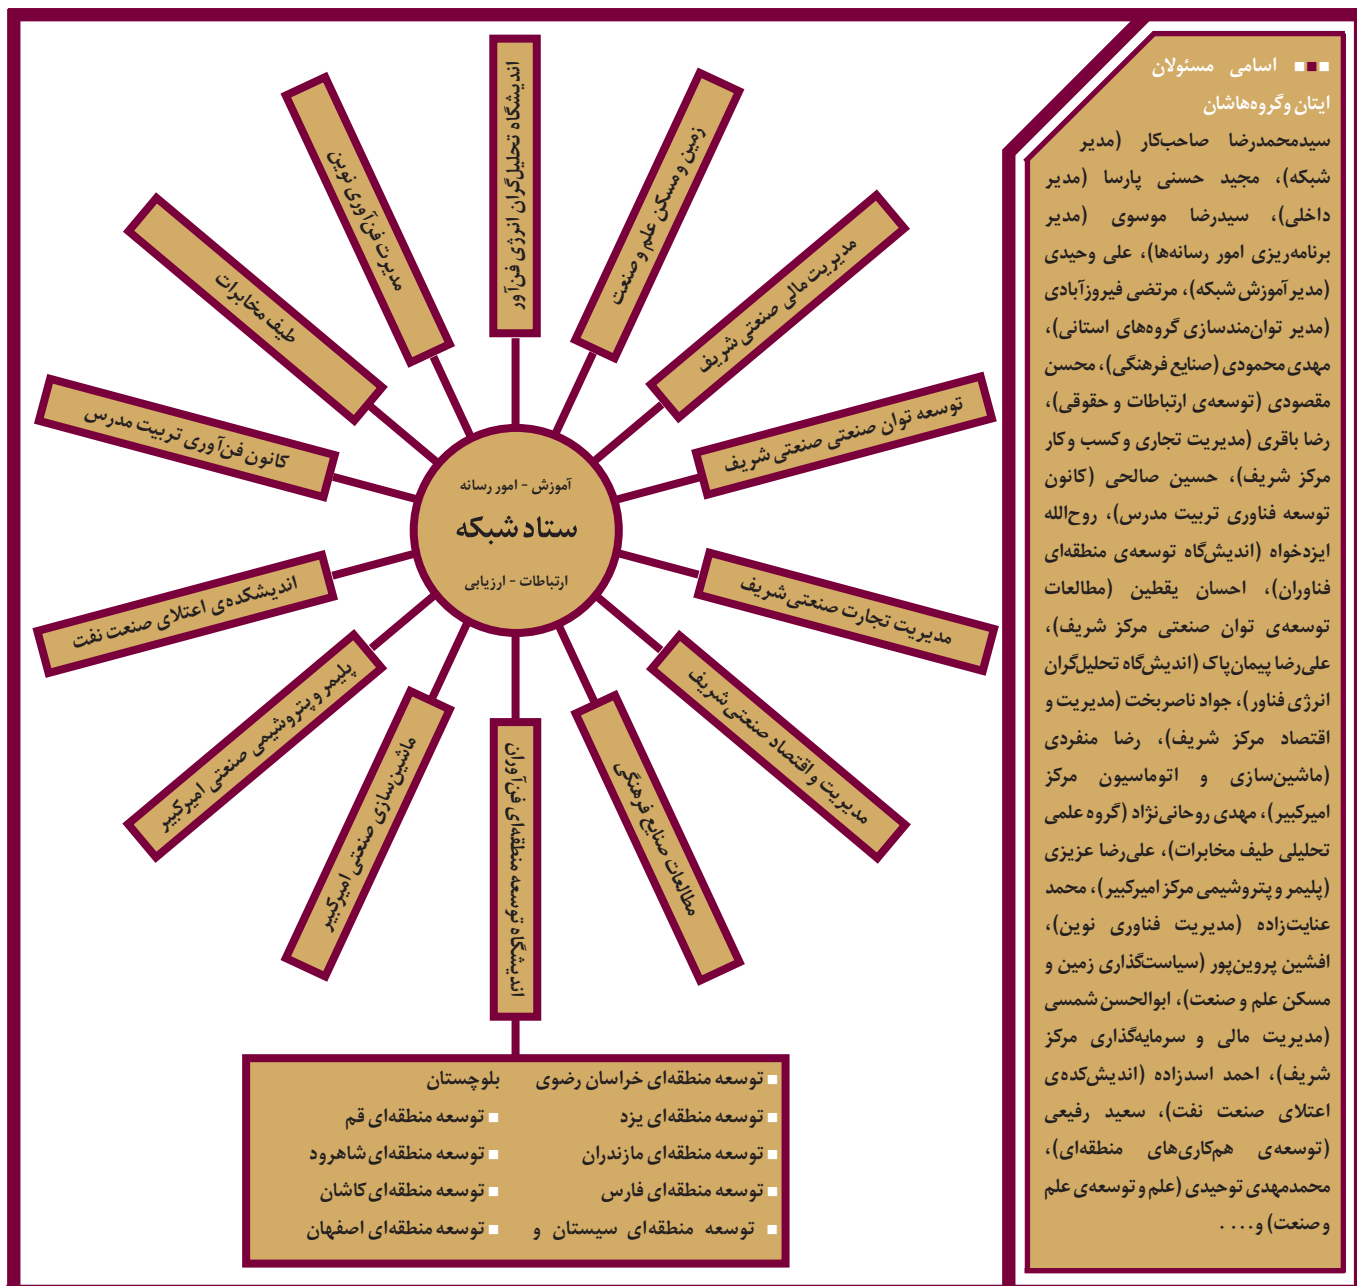 اسامی مسئولان
ایتان وگروه‌هاشان
سیدمحمدرضا صاحب‌کار (مدیر
شبکه)، مجید حسنی پارسا (مدیر
داخلی)، سیدرضا موسوی (مدیر
برنامه‌ریزی امور رسانه‌ها)، علی وحیدی
(مدیر آموزش شبکه)، مرتضی فیروزآبادی
(مدیر توان‌مندسازی گروه‌های استانی)،
مهدی محمودی (صنایع فرهنگی)، محسن
مقصودی (توسعه‌ی ارتباطات و حقوقی)،
رضا باقری (مدیریت تجاری و کسب و کار
مرکز شریف)، حسین صالحی (کانون
توسعه فناوری تربیت مدرس)، روح‌الله
ایزدخواه (اندیش‌گاه توسعه‌ی منطقه‌ای
فناوران)، احسان یقطین (مطالعات
توسعه‌ی توان صنعتی مرکز شریف)،
علی‌رضا پیمان‌پاک (اندیش‌گاه تحلیل‌گران
انرژی فناور)، جواد ناصربخت (مدیریت و
اقتصاد مرکز شریف)، رضا منفردی
(ماشین‌سازی و اتوماسیون مرکز
امیرکبیر)، مهدی روحانی‌نژاد (گروه علمی
تحلیلی طیف مخابرات)، علی‌رضا عزیزی
(پلیمر و پتروشیمی مرکز امیرکبیر)، محمد
عنایت‌زاده (مدیریت فناوری نوین)،
افشین پروین‌پور (سیاست‌گذاری زمین و
مسکن علم و صنعت)، ابوالحسن شمسی
(مدیریت مالی و سرمایه‌گذاری مرکز
شریف)، احمد اسدزاده (اندیش‌کده‌ی
اعتلای صنعت نفت)، سعید رفیعی
(توسعه‌ی هم‌کاری‌های منطقه‌ای)،
محمدمهدی توحیدی (علم و توسعه‌ی علم
و صنعت) و. . . .
اندیشگاه تحلیل‌گران انرژی فن‌آور
زمین و مسکن علم و صنعت
مدیریت مالی صنعتی شریف
توسعه توان صنعتی صنعتی شریف
مدیریت تجارت صنعتی شریف
مدیریت و اقتصاد صنعتی شریف
مطالعات صنایع فرهنگی
اندیشگاه توسعه منطقه‌ای فن‌آوران
ماشین‌سازی صنعتی امیرکبیر
پلیمر و پتروشیمی صنعتی امیرکبیر
اندیشکده‌ی اعتلای صنعت نفت
کانون فن‌آوری تربیت مدرس
طیف مخابرات
مدیرت فن‌آوری نوین
آموزش - امور رسانه
ستاد شبکه
ارتباطات - ارزیابی
توسعه منطقه‌ای خراسان رضوی
توسعه منطقه‌ای یزد
توسعه منطقه‌ای مازندران
توسعه منطقه‌ای فارس
توسعه منطقه‌ای سیستان و
بلوچستان
توسعه منطقه‌ای قم
توسعه منطقه‌ای شاهرود
توسعه منطقه‌ای کاشان
توسعه منطقه‌ای اصفهان